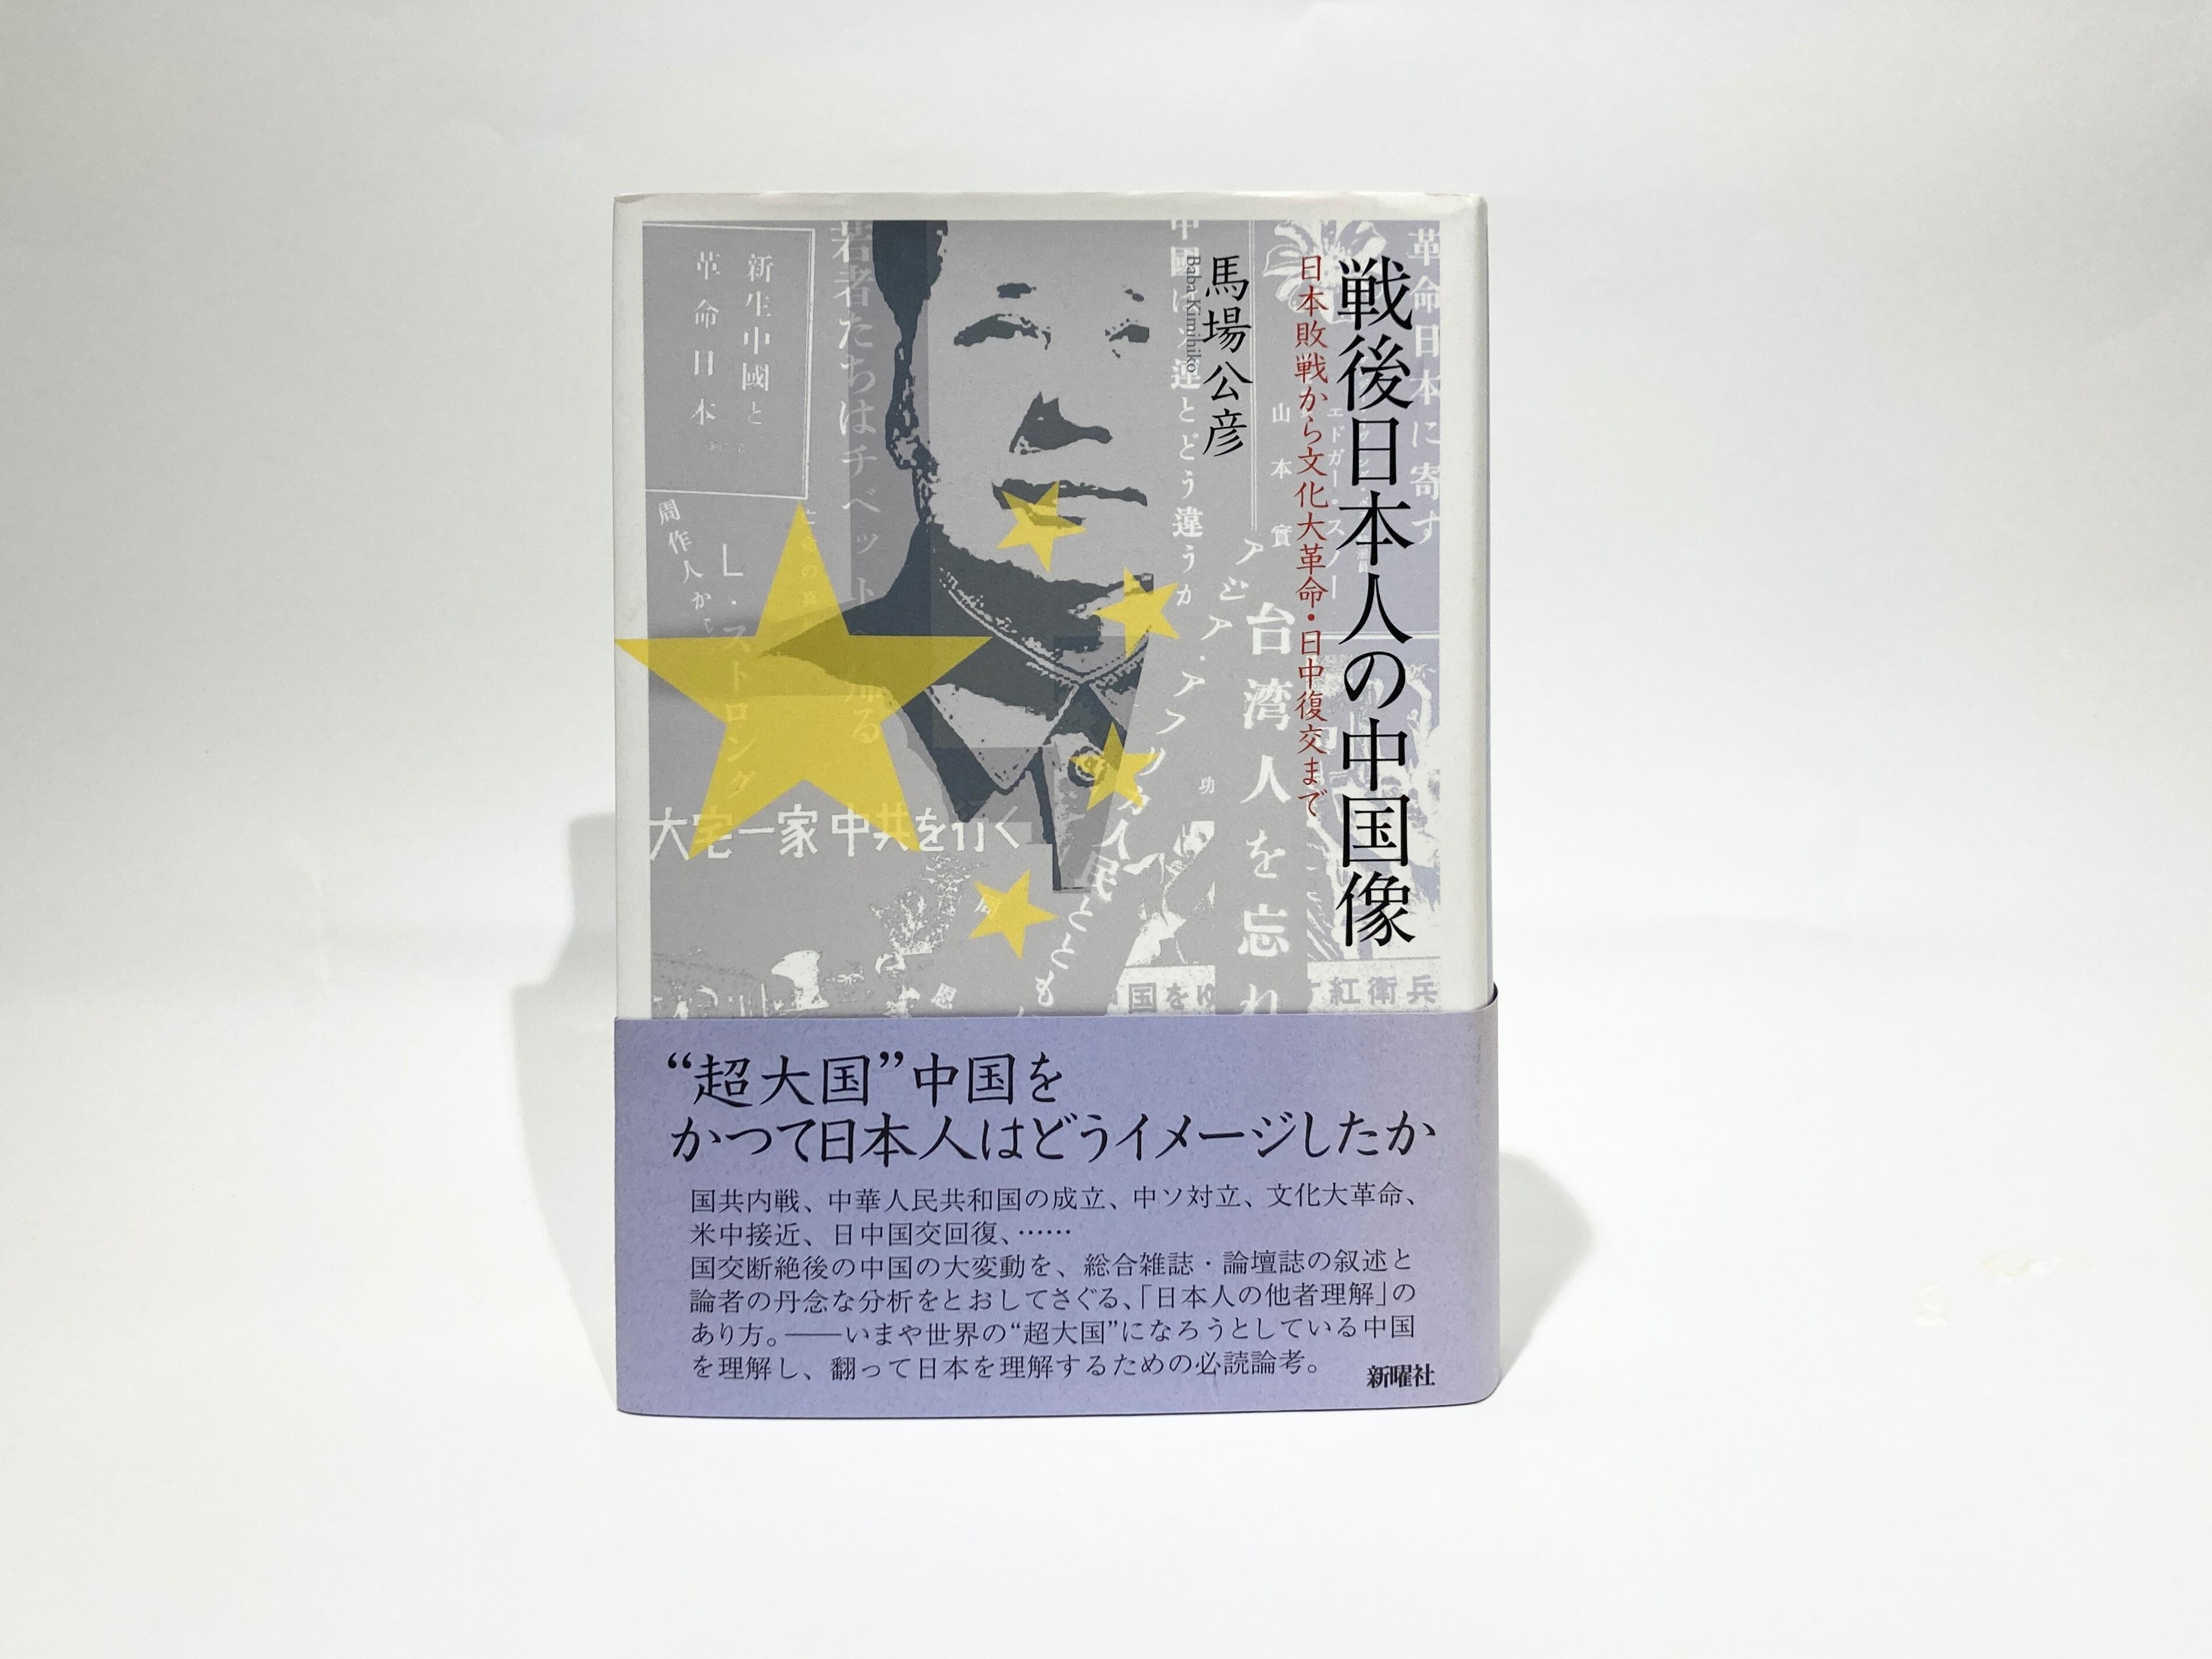 戦後日本人の中国像
日本敗戦から文化大革命・日中復交まで
馬場公彦
Baba Kimihiko
革命日本に寄す
エドガー・スノー
山本實
台湾人を忘れ
紅衛兵
国をゆ
中國はソ連とどう違うか
若者たちはチベット
新生中國と
革命日本
周作人か
L・ストロング
大宅一家中共を行く
“超大国”中国を
かつて日本人はどうイメージしたか
国共内戦、中華人民共和国の成立、中ソ対立、文化大革命、
米中接近、日中国交回復、……
国交断絶後の中国の大変動を、総合雑誌・論壇誌の叙述と
論者の丹念な分析をとおしてさぐる、「日本人の他者理解」の
あり方。——いまや世界の“超大国”になろうとしている中国
を理解し、翻って日本を理解するための必読論考。
新曜社